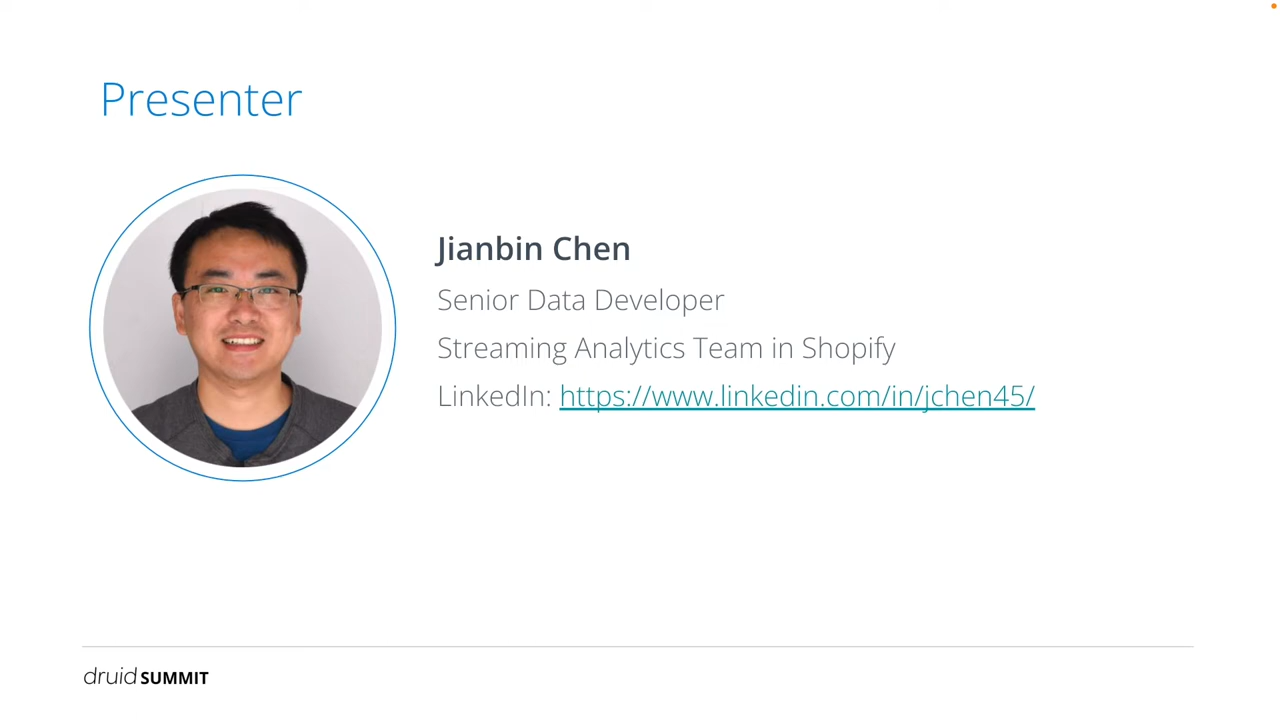 Presenter
Jianbin Chen
Senior Data Developer
Streaming Analytics Team in Shopify
LinkedIn: https://www.linkedin.com/in/jchen45/
druid SUMMIT